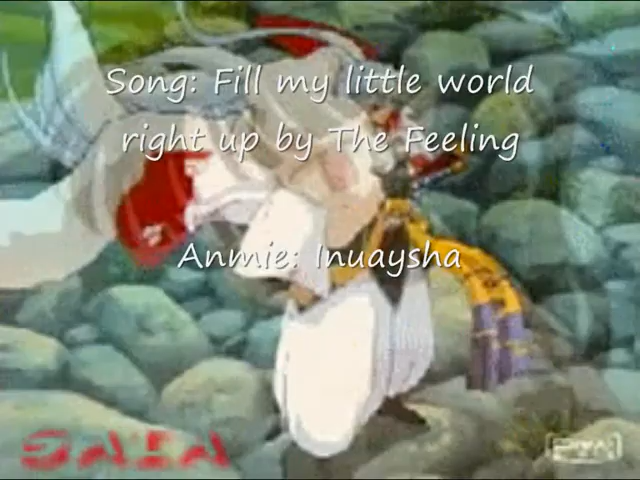 Song: Fill my little world
right up by The Feeling
Anmie: Inuaysha